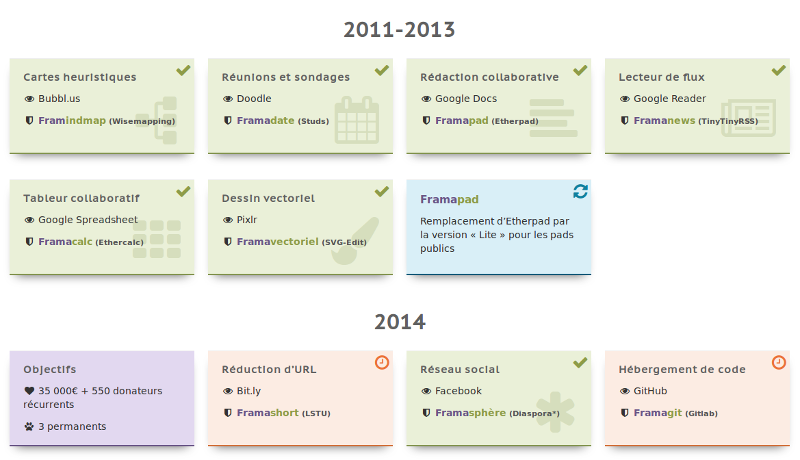 2011-2013
Cartes heuristiques
Bubbl.us
Framindmap (Wisemapping)
Réunions et sondages
Doodle
Framadate (Studs)
Rédaction collaborative
Google Docs
Framapad (Etherpad)
Lecteur de flux
Google Reader
Framanews (TinyTinyRSS)
Tableur collaboratif
Google Spreadsheet
Framacalc (Ethercalc)
Dessin vectoriel
Pixlr
Framavectoriel (SVG-Edit)
Framapad
Remplacement d’Etherpad par
la version « Lite » pour les pads
publics
2014
Objectifs
35 000€ + 550 donateurs
récurrents
3 permanents
Réduction d’URL
Bit.ly
Framashort (LSTU)
Réseau social
Facebook
Framasphère (Diaspora*)
Hébergement de code
GitHub
Framagit (Gitlab)